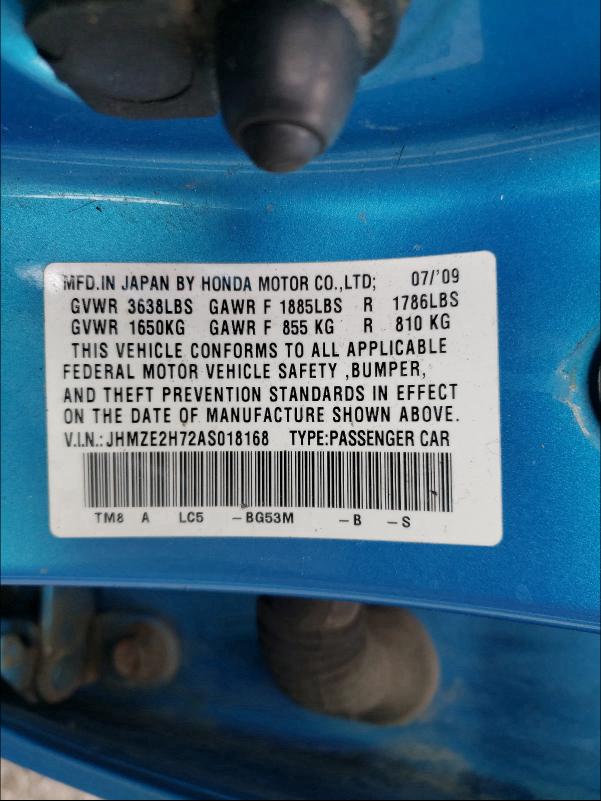 MFD.IN JAPAN BY HONDA MOTOR CO.,LTD; 07/'09
GVWR 3638LBS GAWR F 1885LBS R 1786LBS
GVWR 1650KG GAWR F 855 KG R 810 KG
THIS VEHICLE CONFORMS TO ALL APPLICABLE
FEDERAL MOTOR VEHICLE SAFETY ,BUMPER,
AND THEFT PREVENTION STANDARDS IN EFFECT
ON THE DATE OF MANUFACTURE SHOWN ABOVE.
V.I.N.:JHMZE2H72AS018168 TYPE:PASSENGER CAR
TM8 A LC5 -BG53M -B -S